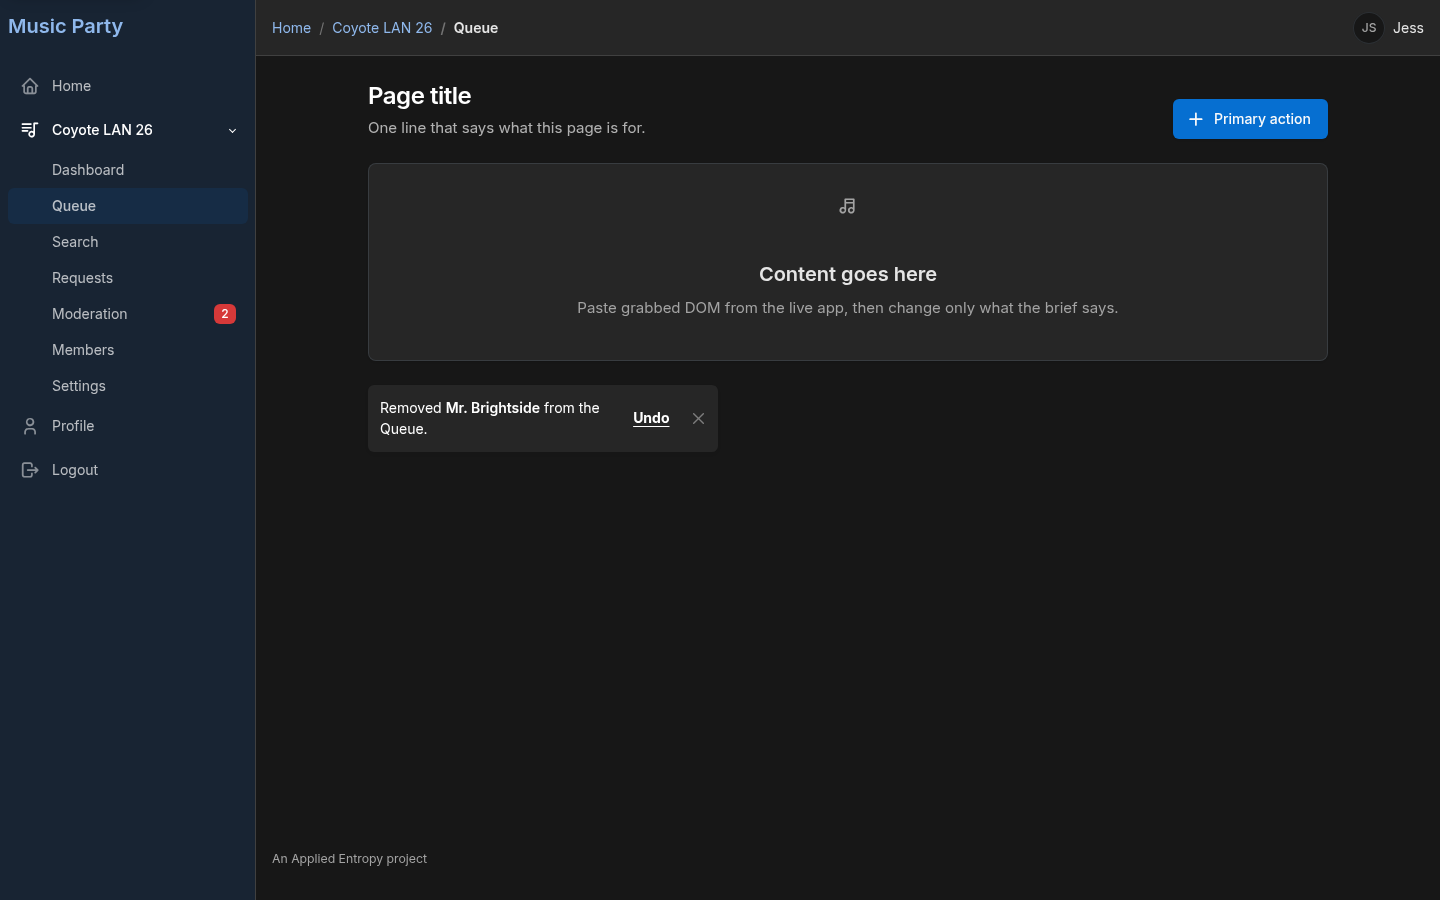 Music Party
Home / Coyote LAN 26 / Queue
JS
Jess
Home
Coyote LAN 26
Dashboard
Queue
Search
Requests
Moderation
2
Members
Settings
Profile
Logout
Page title
One line that says what this page is for.
Primary action
Content goes here
Paste grabbed DOM from the live app, then change only what the brief says.
Removed Mr. Brightside from the
Queue.
Undo
An Applied Entropy project